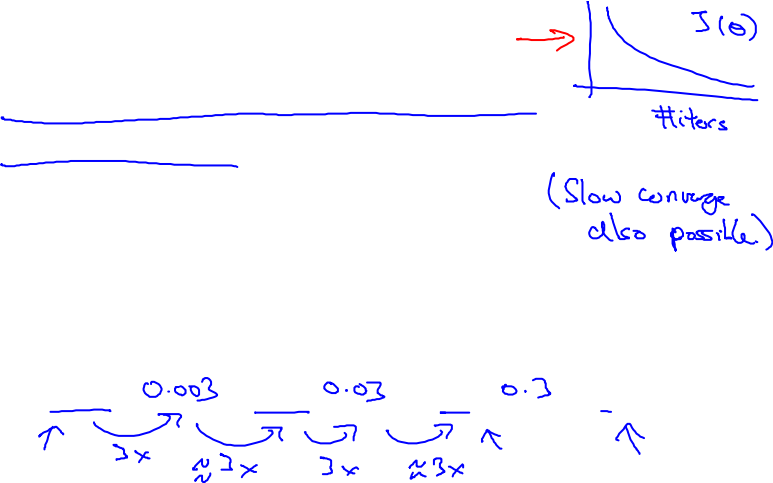 J(θ)
#iters
(Slow converge
also possible.)
0.003 0.03 0.3
3x ≈3x 3x ≈3x